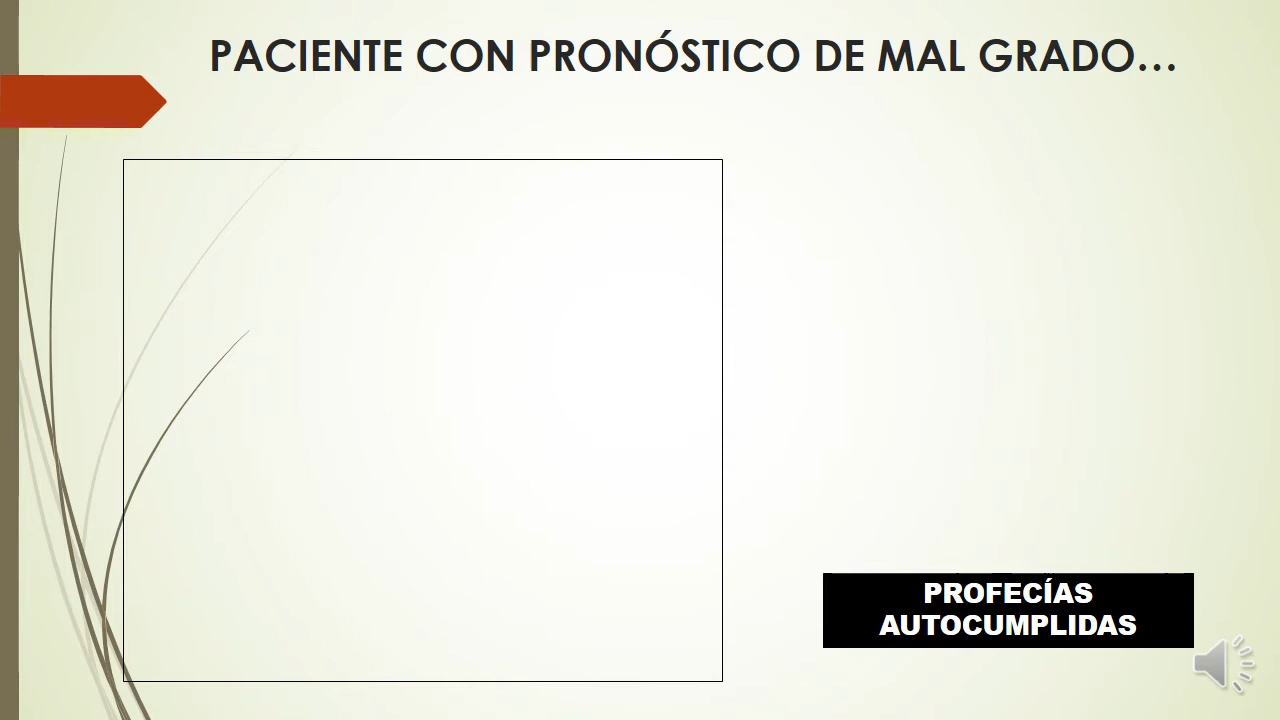 PACIENTE CON PRONÓSTICO DE MAL GRADO…
PROFECÍAS
AUTOCUMPLIDAS